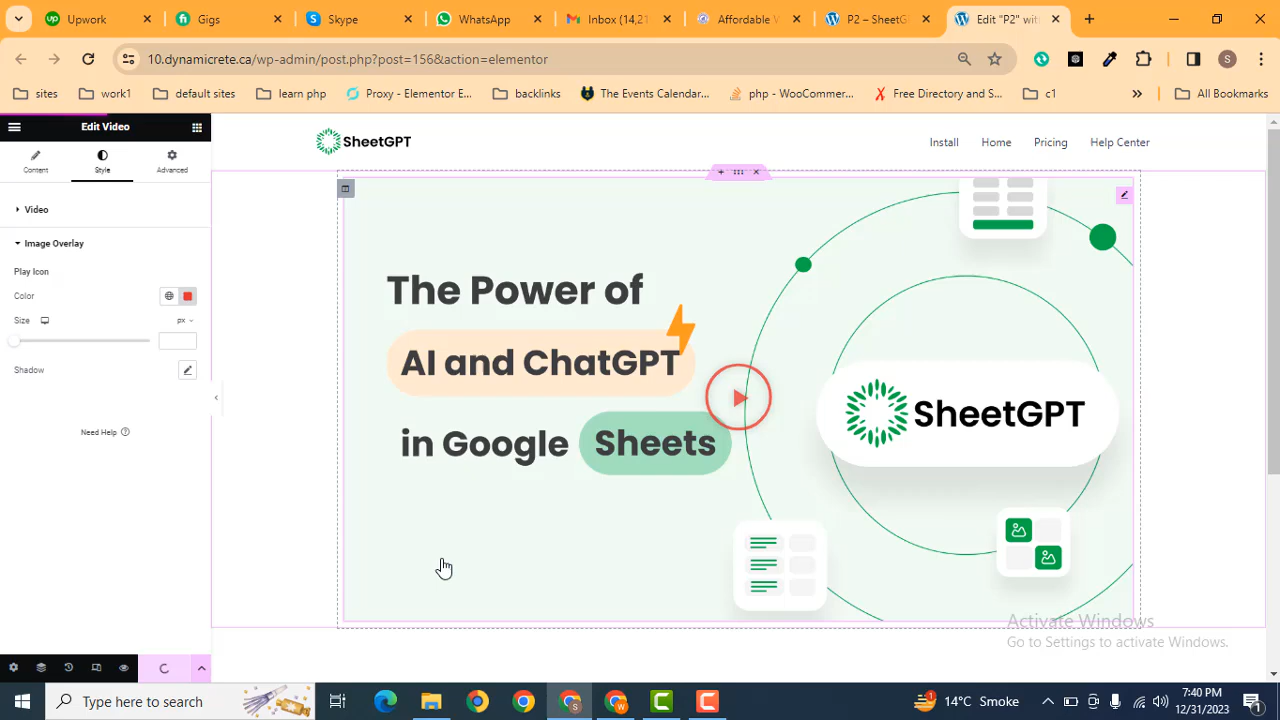 Upwork
Gigs
Skype
WhatsApp
Inbox (14,21
Affordable V
P2 – SheetG
Edit "P2" wit
10.dynamicrete.ca/wp-admin/post.php?post=156&action=elementor
S
sites
work1
default sites
learn php
Proxy - Elementor E...
backlinks
The Events Calendar...
php - WooCommer...
Free Directory and S...
c1
All Bookmarks
Edit Video
Content
Style
Advanced
Video
Image Overlay
Play Icon
Color
Size
px
Shadow
Need Help
SheetGPT
Install
Home
Pricing
Help Center
The Power of
AI and ChatGPT
in Google Sheets
SheetGPT
Activate Windows
Go to Settings to activate Windows.
Type here to search
14°C Smoke
7:40 PM
12/31/2023